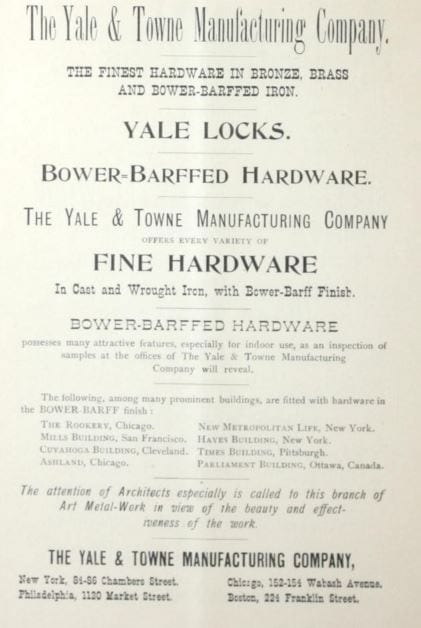 The Yale & Towne Manufacturing Company.
THE FINEST HARDWARE IN BRONZE, BRASS
AND BOWER-BARFFED IRON.
YALE LOCKS.
BOWER=BARFFED HARDWARE.
THE YALE & TOWNE MANUFACTURING COMPANY
OFFERS EVERY VARIETY OF
FINE HARDWARE
In Cast and Wrought Iron, with Bower-Barff Finish.
BOWER-BARFFED HARDWARE
possesses many attractive features, especially for indoor use, as an inspection of
samples at the offices of The Yale & Towne Manufacturing
Company will reveal.
The following, among many prominent buildings, are fitted with hardware in
the BOWER-BARFF finish :
THE ROOKERY, Chicago. NEW METROPOLITAN LIFE, New York.
MILLS BUILDING, San Francisco. HAYES BUILDING, New York.
CUYAHOGA BUILDING, Cleveland. TIMES BUILDING, Pittsburgh.
ASHLAND, Chicago. PARLIAMENT BUILDING, Ottawa, Canada.
The attention of Architects especially is called to this branch of
Art Metal-Work in view of the beauty and effect-
iveness of the work.
THE YALE & TOWNE MANUFACTURING COMPANY,
New York, 84-86 Chambers Street. Chicago, 152-154 Wabash Avenue.
Philadelphia, 1120 Market Street. Boston, 224 Franklin Street.